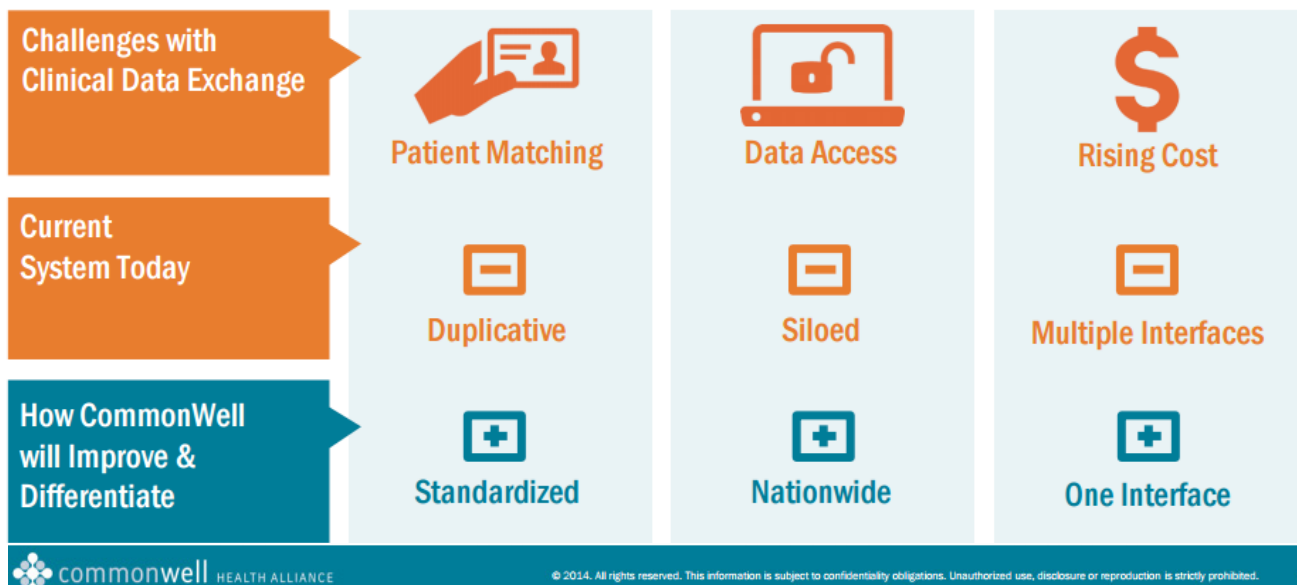 Challenges with
Clinical Data Exchange
Patient Matching
Data Access
Rising Cost
Current
System Today
Duplicative
Siloed
Multiple Interfaces
How CommonWell
will Improve &
Differentiate
Standardized
Nationwide
One Interface
commonwell HEALTH ALLIANCE
© 2014. All rights reserved. This information is subject to confidentiality obligations. Unauthorized use, disclosure or reproduction is strictly prohibited.